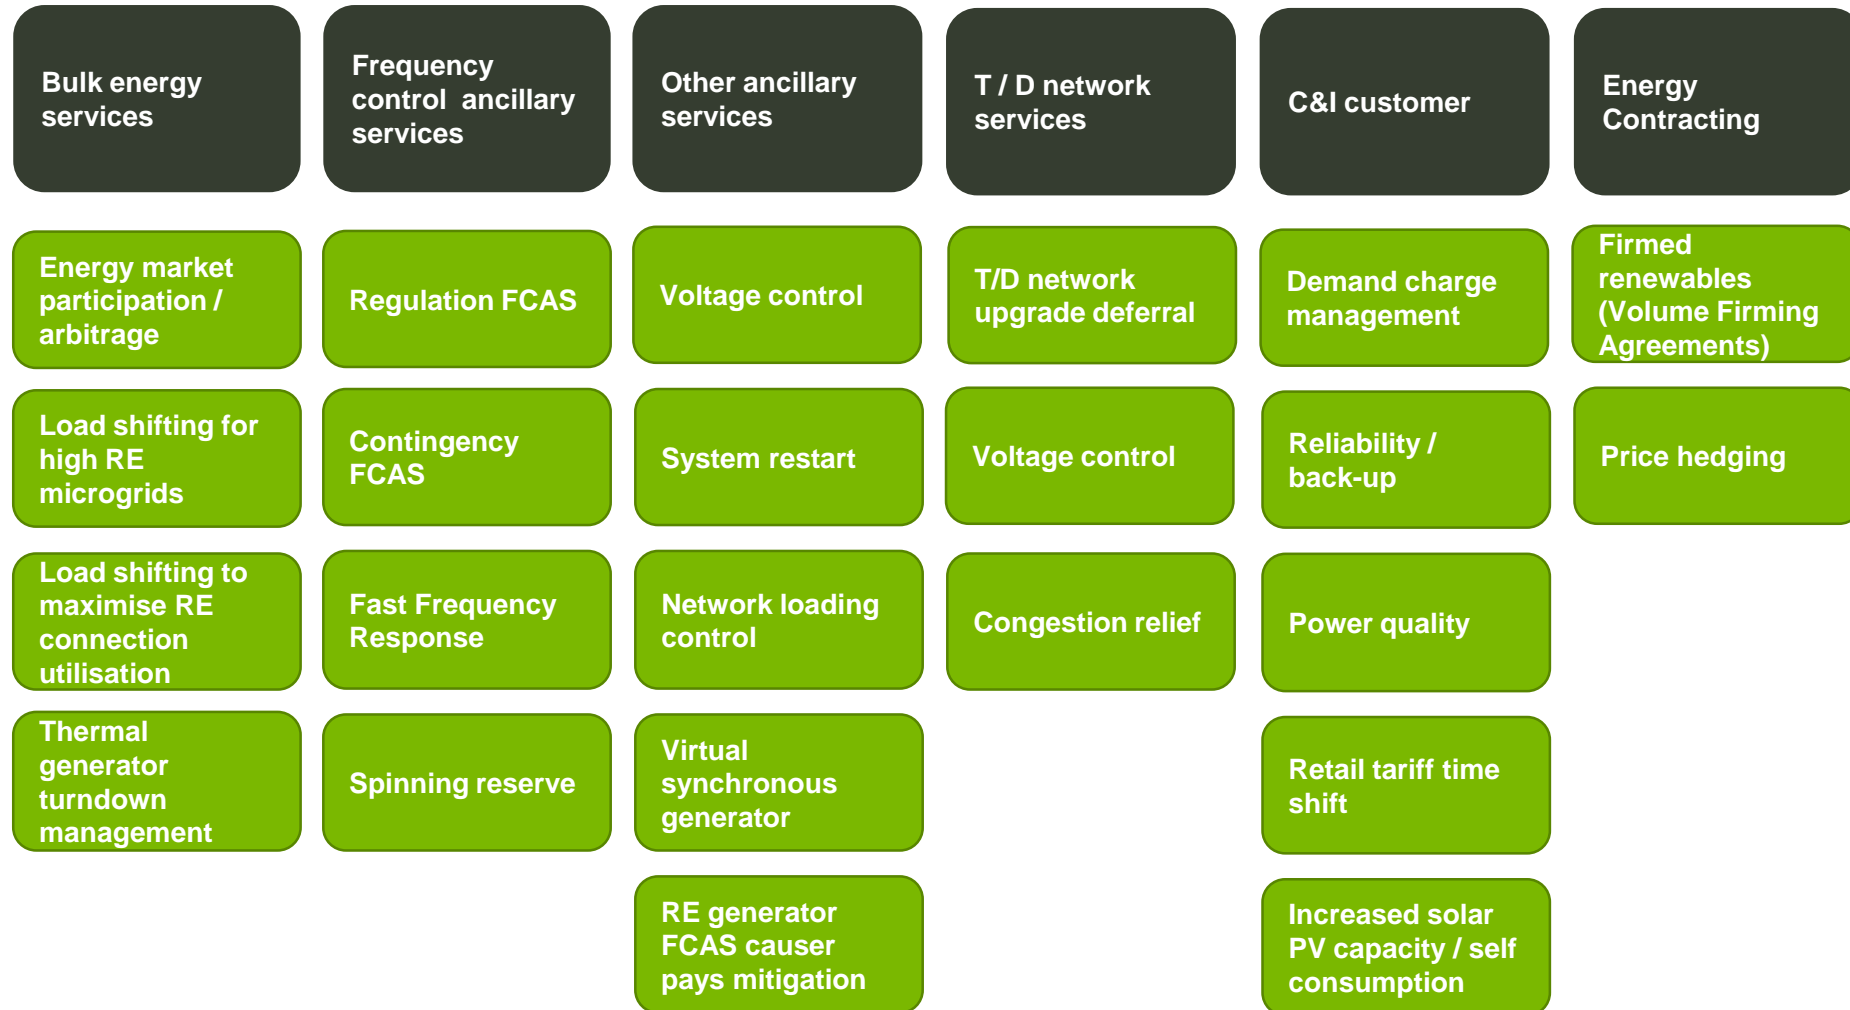 Bulk energy
services
Frequency
control ancillary
services
Other ancillary
services
T / D network
services
C&I customer
Energy
Contracting
Energy market
participation /
arbitrage
Regulation FCAS
Voltage control
T/D network
upgrade deferral
Demand charge
management
Firmed
renewables
(Volume Firming
Agreements)
Load shifting for
high RE
microgrids
Contingency
FCAS
System restart
Voltage control
Reliability /
back-up
Price hedging
Load shifting to
maximise RE
connection
utilisation
Fast Frequency
Response
Network loading
control
Congestion relief
Power quality
Thermal
generator
turndown
management
Spinning reserve
Virtual
synchronous
generator
Retail tariff time
shift
RE generator
FCAS causer
pays mitigation
Increased solar
PV capacity / self
consumption